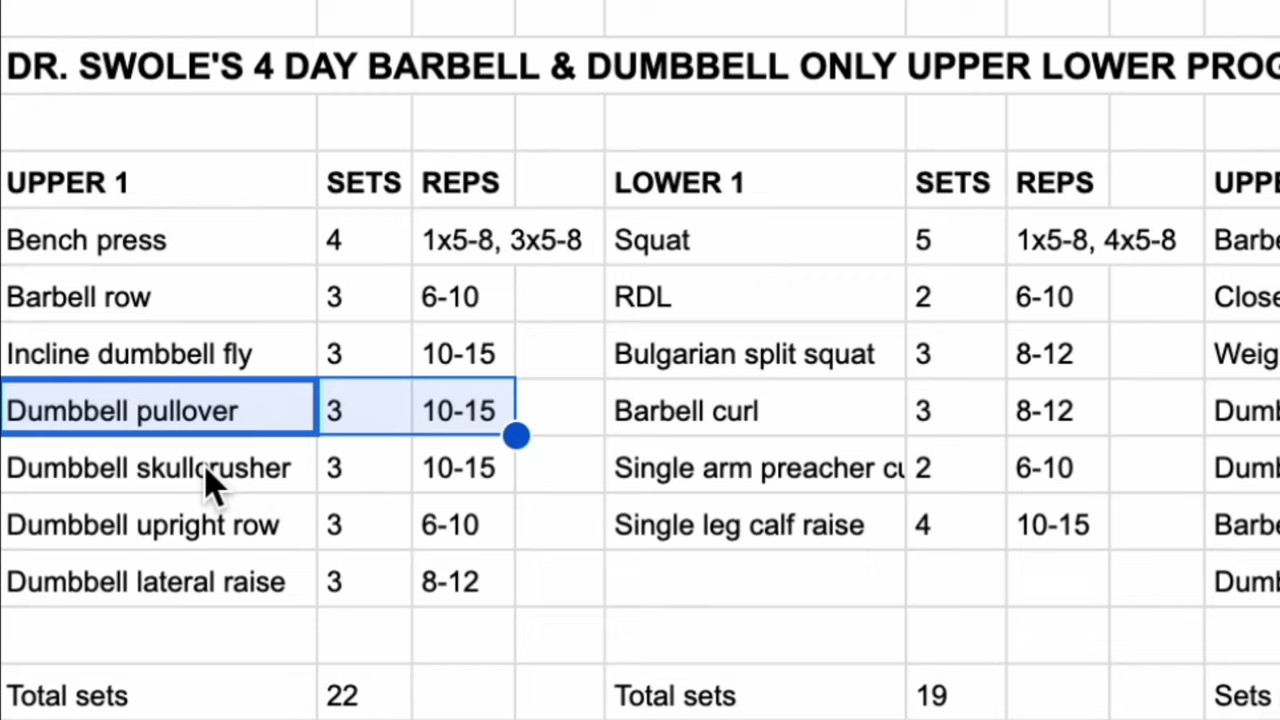 DR. SWOLE'S 4 DAY BARBELL & DUMBBELL ONLY UPPER LOWER
UPPER 1 SETS REPS LOWER 1 SETS REPS
Bench press 4 1x5-8, 3x5-8 Squat 5 1x5-8, 4x5-8
Barbell row 3 6-10 RDL 2 6-10
Incline dumbbell fly 3 10-15 Bulgarian split squat 3 8-12
Dumbbell pullover 3 10-15 Barbell curl 3 8-12
Dumbbell skullcrusher 3 10-15 Single arm preacher 2 6-10
Dumbbell upright row 3 6-10 Single leg calf raise 4 10-15
Dumbbell lateral raise 3 8-12
Total sets 22 Total sets 19 Sets